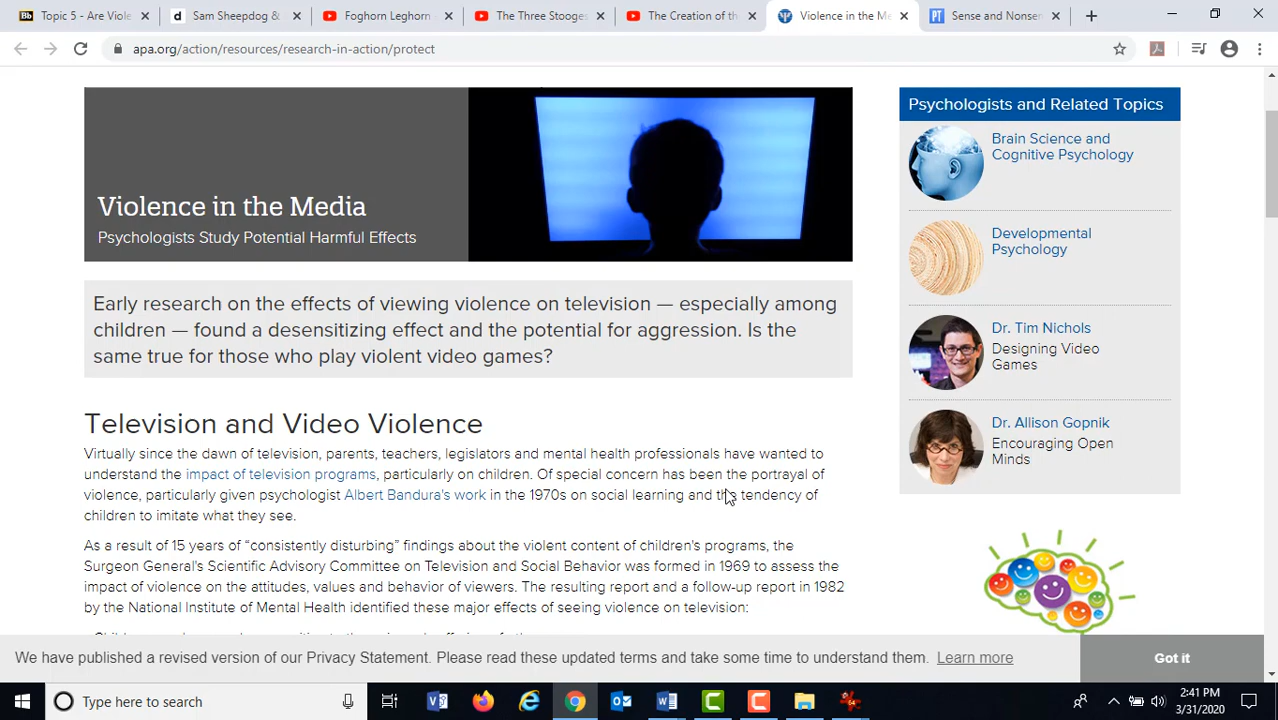 Topic 5 - Are Viole
Sam Sheepdog &
Foghorn Leghorn
The Three Stooges
The Creation of the
Violence in the Me
PT Sense and Nonsen
apa.org/action/resources/research-in-action/protect
Violence in the Media
Psychologists Study Potential Harmful Effects
Early research on the effects of viewing violence on television — especially among
children — found a desensitizing effect and the potential for aggression. Is the
same true for those who play violent video games?
Television and Video Violence
Virtually since the dawn of television, parents, teachers, legislators and mental health professionals have wanted to
understand the impact of television programs, particularly on children. Of special concern has been the portrayal of
violence, particularly given psychologist Albert Bandura's work in the 1970s on social learning and the tendency of
children to imitate what they see.
As a result of 15 years of “consistently disturbing” findings about the violent content of children's programs, the
Surgeon General's Scientific Advisory Committee on Television and Social Behavior was formed in 1969 to assess the
impact of violence on the attitudes, values and behavior of viewers. The resulting report and a follow-up report in 1982
by the National Institute of Mental Health identified these major effects of seeing violence on television:
Psychologists and Related Topics
Brain Science and
Cognitive Psychology
Developmental
Psychology
Dr. Tim Nichols
Designing Video
Games
Dr. Allison Gopnik
Encouraging Open
Minds
We have published a revised version of our Privacy Statement. Please read these updated terms and take some time to understand them. Learn more
Got it
Type here to search
2:41 PM
3/31/2020